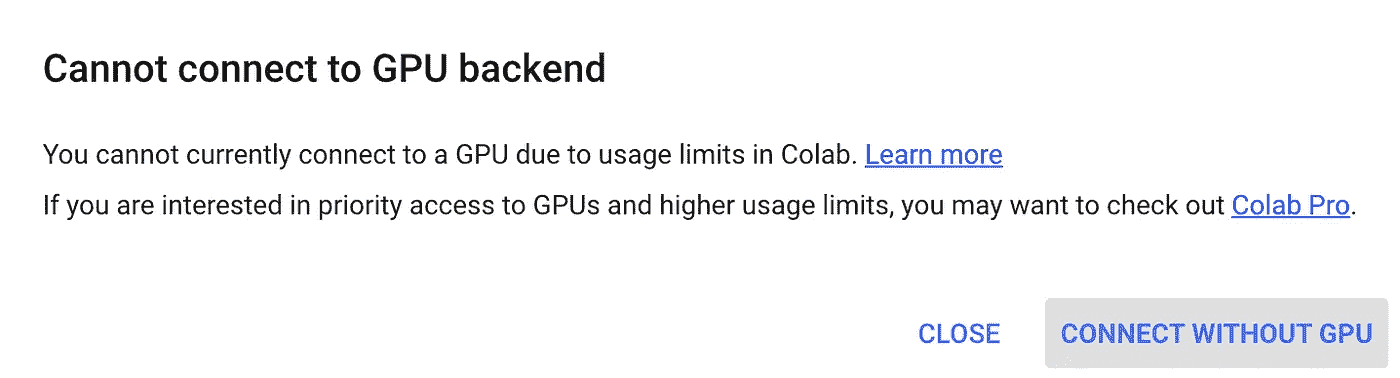 Cannot connect to GPU backend
You cannot currently connect to a GPU due to usage limits in Colab. Learn more
If you are interested in priority access to GPUs and higher usage limits, you may want to check out Colab Pro.
CLOSE CONNECT WITHOUT GPU